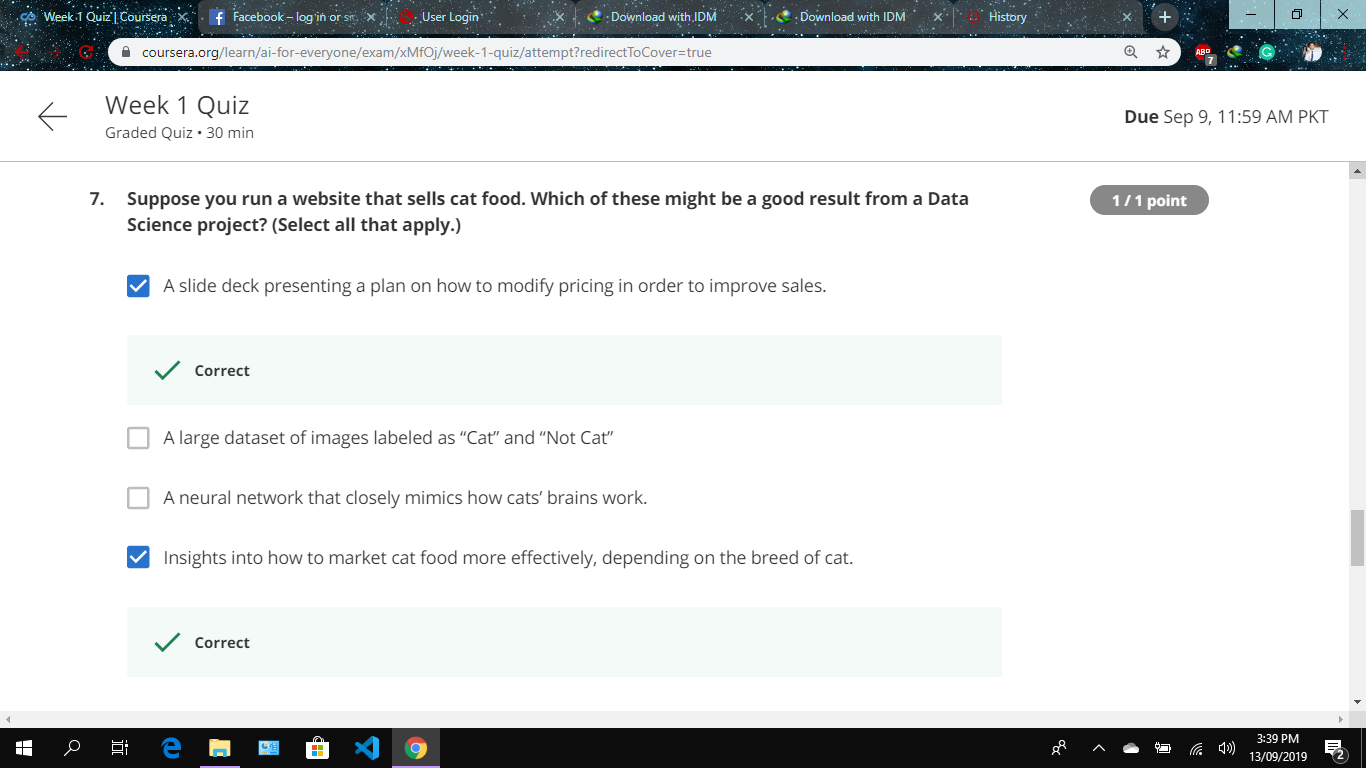 Week 1 Quiz | Coursera
Facebook – log in or
User Login
Download with IDM
Download with IDM
History
coursera.org/learn/ai-for-everyone/exam/xMfOj/week-1-quiz/attempt?redirectToCover=true
ABP
7
Week 1 Quiz
Graded Quiz • 30 min
Due Sep 9, 11:59 AM PKT
7. Suppose you run a website that sells cat food. Which of these might be a good result from a Data
Science project? (Select all that apply.)
1 / 1 point
A slide deck presenting a plan on how to modify pricing in order to improve sales.
Correct
A large dataset of images labeled as “Cat” and “Not Cat”
A neural network that closely mimics how cats’ brains work.
Insights into how to market cat food more effectively, depending on the breed of cat.
Correct
3:39 PM
13/09/2019
2